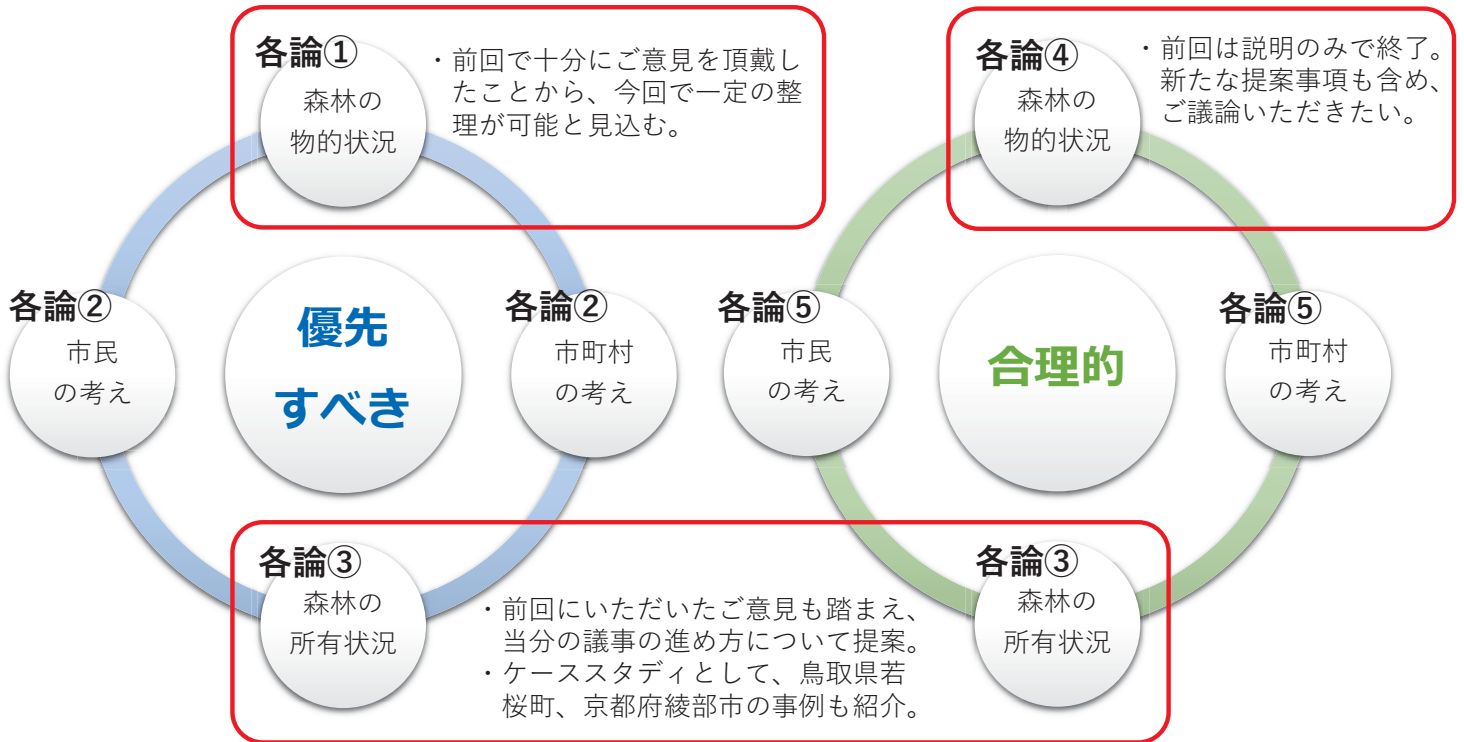 各論①
森林の
物的状況
・前回で十分にご意見を頂戴し
たことから、今回で一定の整
理が可能と見込む。
各論②
市民
の考え
優先
すべき
各論②
市町村
の考え
各論④
森林の
物的状況
・前回は説明のみで終了。
新たな提案事項も含め、
ご議論いただきたい。
各論⑤
市民
の考え
合理的
各論⑤
市町村
の考え
各論③
森林の
所有状況
・前回にいただいたご意見も踏まえ、
当分の議事の進め方について提案。
・ケーススタディとして、鳥取県若
桜町、京都府綾部市の事例も紹介。
各論③
森林の
所有状況